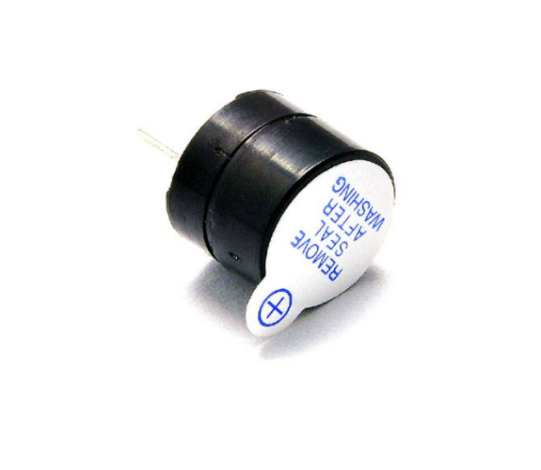 REMOVE
SEAL
AFTER
WASHING
+